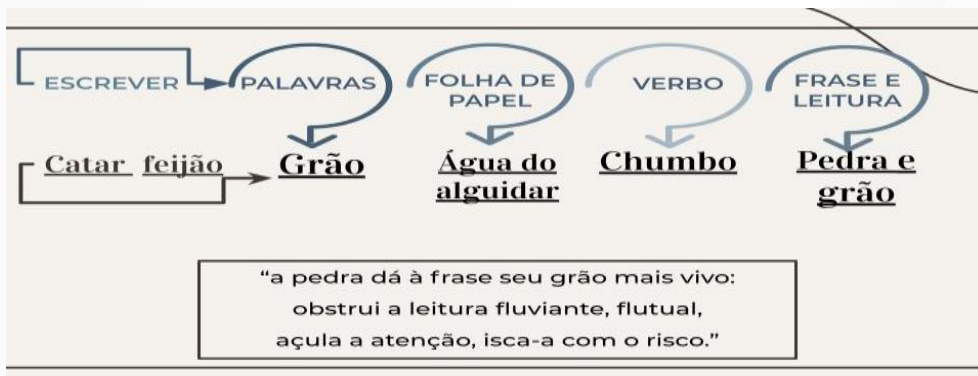 ESCREVER
PALAVRAS
FOLHA DE
PAPEL
VERBO
FRASE E
LEITURA
Catar feijão
Grão
Água do
alguidar
Chumbo
Pedra e
grão
“a pedra dá à frase seu grão mais vivo:
obstrui a leitura fluviante, flutual,
açula a atenção, isca-a com o risco.”